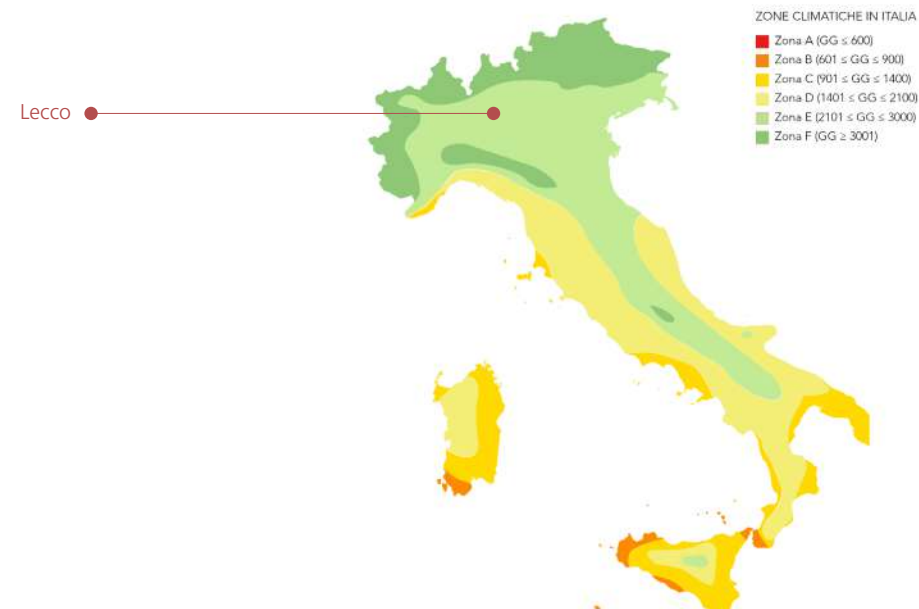 ZONE CLIMATICHE IN ITALIA
Zona A (GG ≤ 600)
Zona B (601 ≤ GG ≤ 900)
Zona C (901 ≤ GG ≤ 1400)
Zona D (1401 ≤ GG ≤ 2100)
Zona E (2101 ≤ GG ≤ 3000)
Zona F (GG ≥ 3001)
Lecco